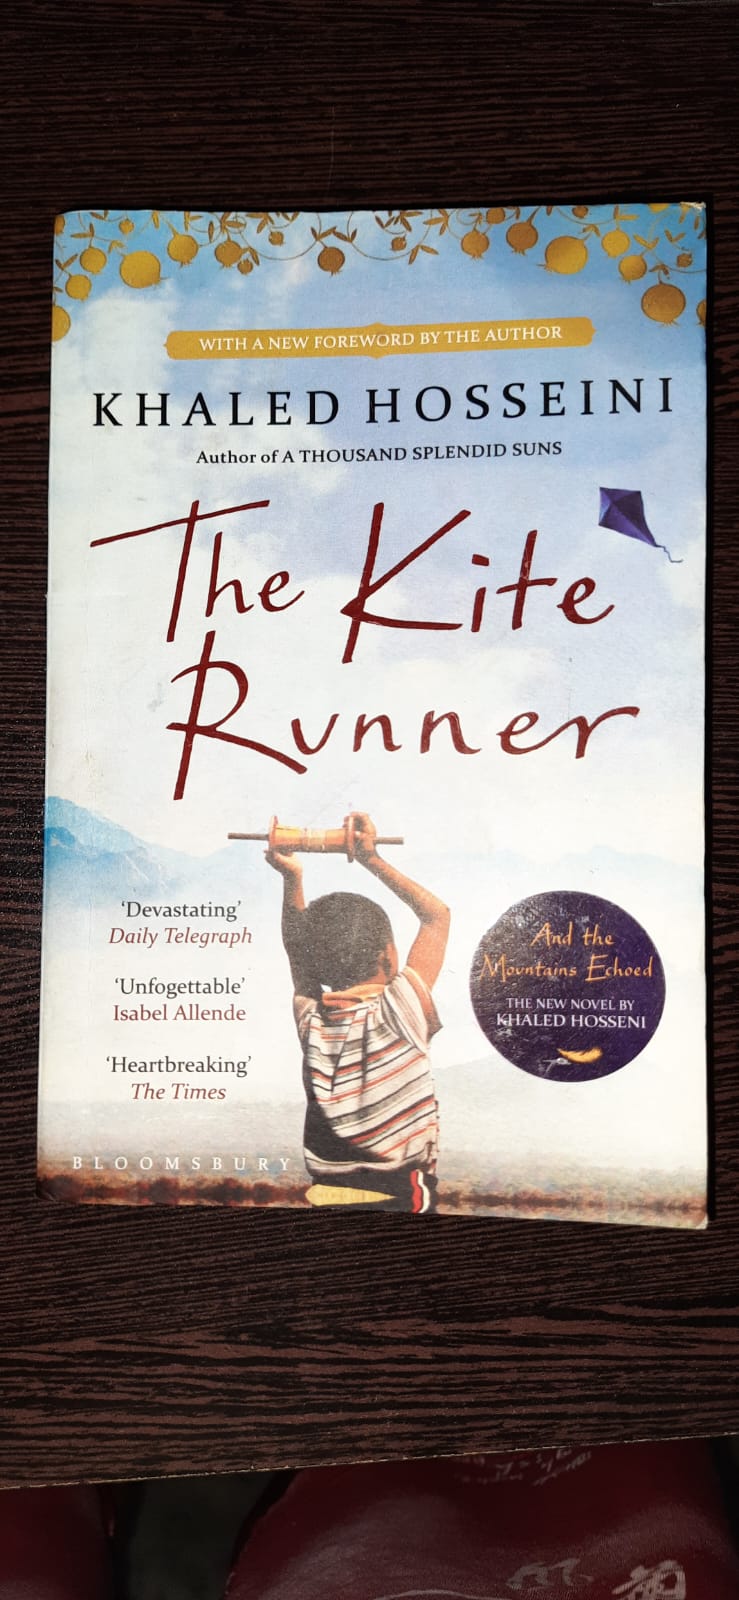 WITH A NEW FOREWORD BY THE AUTHOR
KHALED HOSSEINI
Author of A THOUSAND SPLENDID SUNS
The Kite
Runner
'Devastating'
Daily Telegraph
'Unfogettable'
Isabel Allende
'Heartbreaking'
The Times
And the
Mountains Echoed
THE NEW NOVEL BY
KHALED HOSSENI
BLOOMSBURY